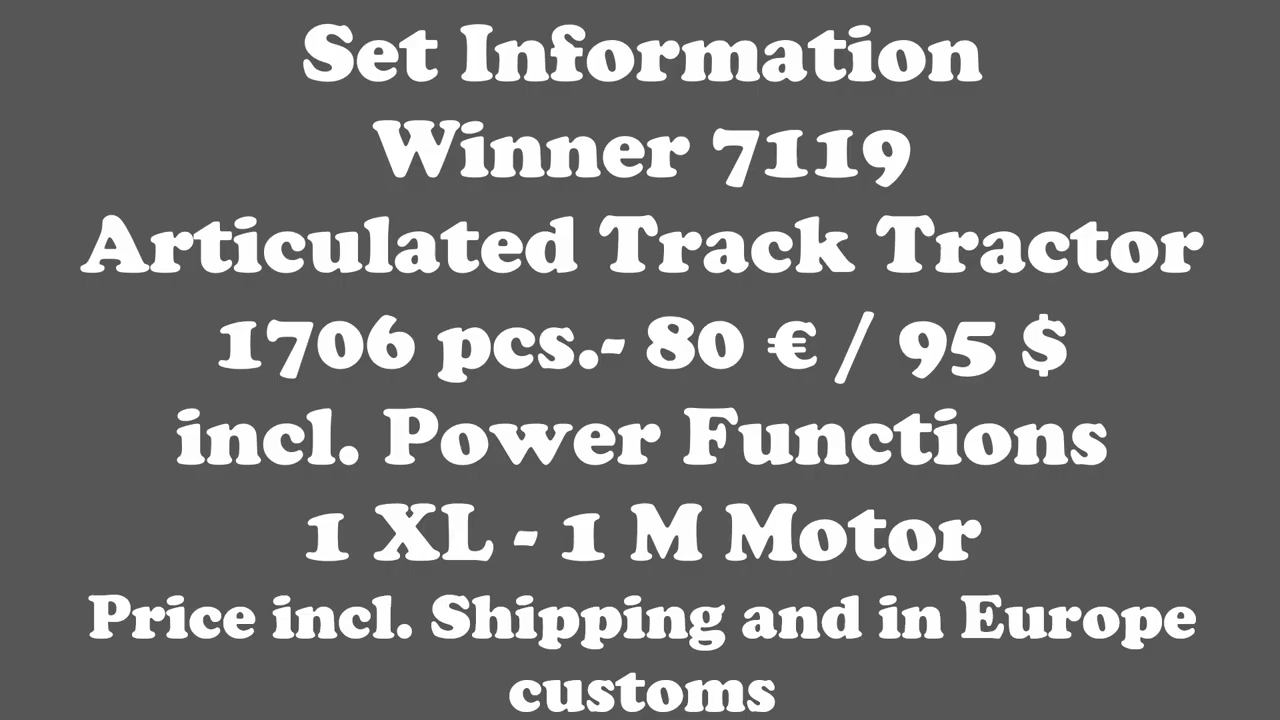 Set Information
Winner 7119
Articulated Track Tractor
1706 pcs.- 80 € / 95 $
incl. Power Functions
1 XL - 1 M Motor
Price incl. Shipping and in Europe
customs